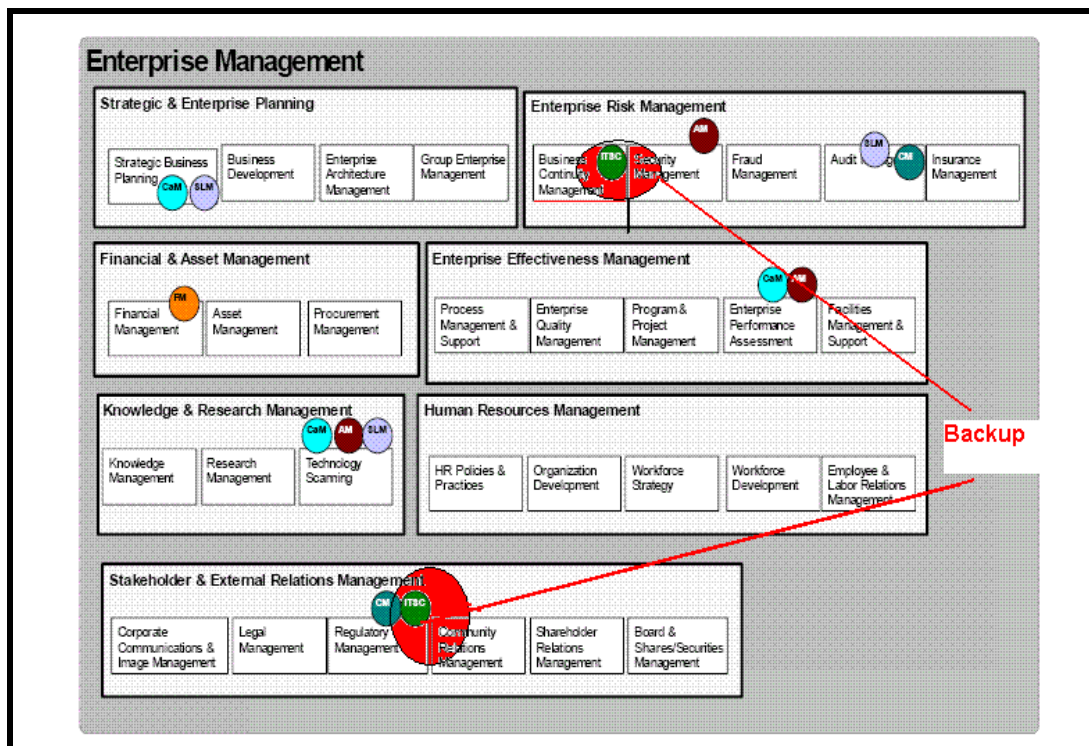 Enterprise Management
Strategic & Enterprise Planning
Strategic Business
Planning
CaM
SLM
Business
Development
Enterprise
Architecture
Management
Group Enterprise
Management
Enterprise Risk Management
AM
SLM
CM
Business
Continuity
Management
ITSC
Security
Management
Fraud
Management
Audit
Insurance
Management
Financial & Asset Management
FM
Financial
Management
Asset
Management
Procurement
Management
Enterprise Effectiveness Management
CaM
AM
Process
Management &
Support
Enterprise
Quality
Management
Program &
Project
Management
Enterprise
Performance
Assessment
Facilities
Management &
Support
Knowledge & Research Management
CaM
AM
SLM
Knowledge
Management
Research
Management
Technology
Scanning
Human Resources Management
HR Policies &
Practices
Organization
Development
Workforce
Strategy
Workforce
Development
Employee &
Labor Relations
Management
Backup
Stakeholder & External Relations Management
CM
ITSC
Corporate
Communications &
Image Management
Legal
Management
Regulatory
Management
Community
Relations
Management
Shareholder
Relations
Management
Board &
Shares/Securities
Management